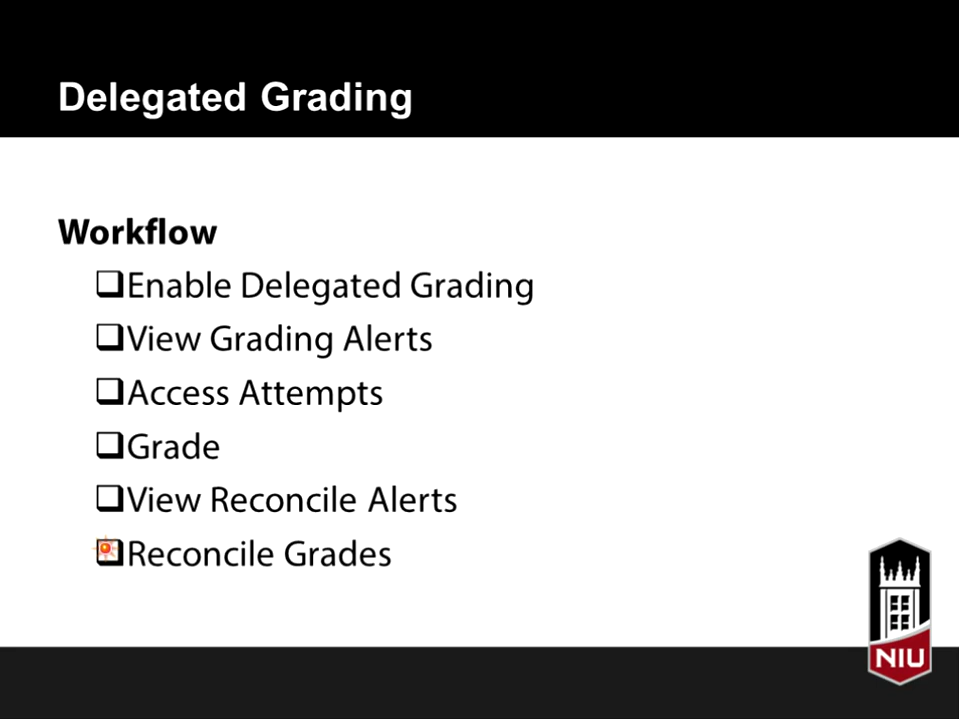 Delegated Grading
Workflow
Enable Delegated Grading
View Grading Alerts
Access Attempts
Grade
View Reconcile Alerts
Reconcile Grades
NIU